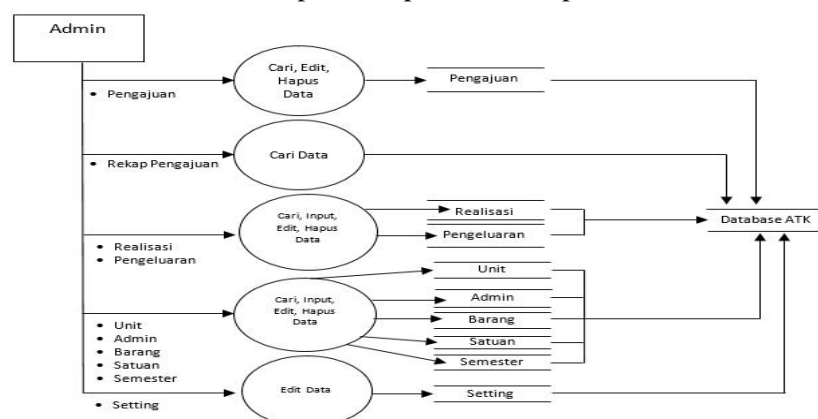 Admin
Cari, Edit,
Hapus
Data
Pengajuan
• Pengajuan
Cari Data
• Rekap Pengajuan
Cari, Input,
Edit, Hapus
Data
Realisasi
Pengeluaran
Database ATK
• Realisasi
• Pengeluaran
Cari, Input,
Edit, Hapus
Data
Unit
Admin
Barang
Satuan
Semester
• Unit
• Admin
• Barang
• Satuan
• Semester
Edit Data
Setting
• Setting